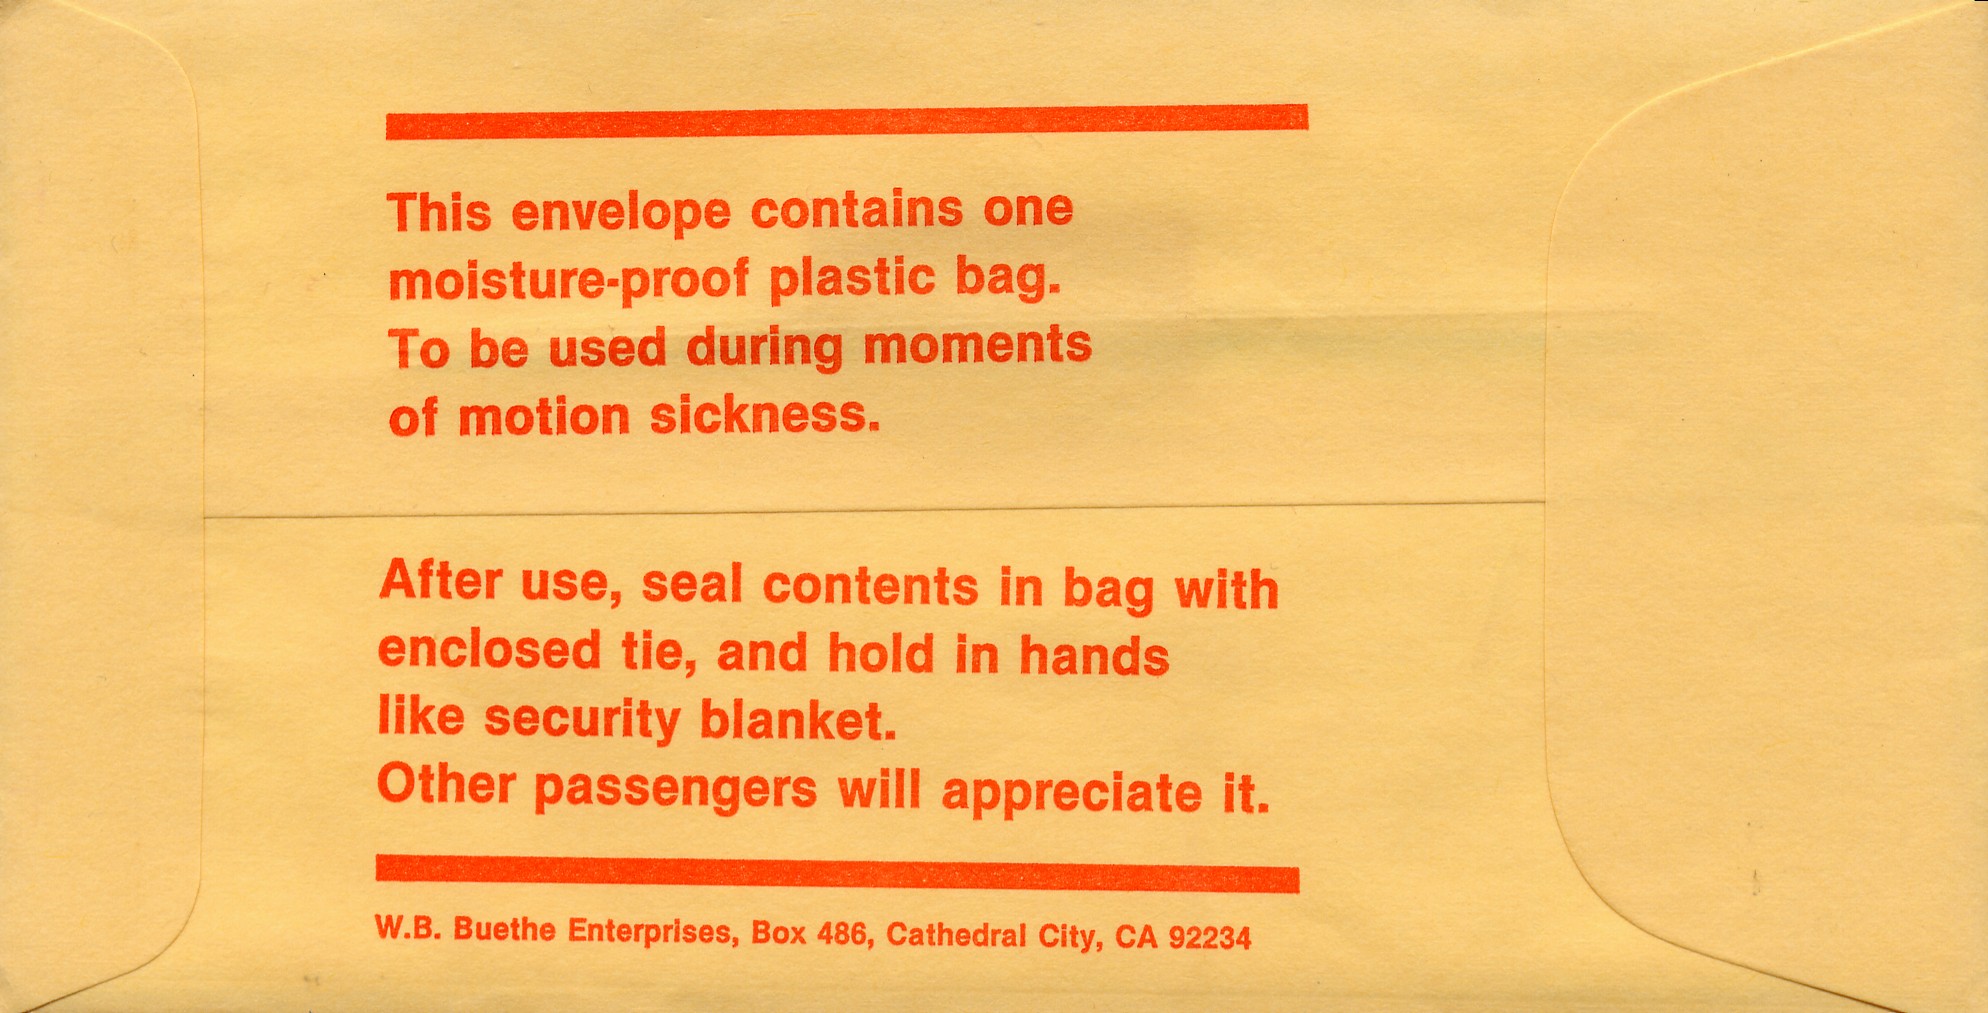 This envelope contains one
moisture-proof plastic bag.
To be used during moments
of motion sickness.
After use, seal contents in bag with
enclosed tie, and hold in hands
like security blanket.
Other passengers will appreciate it.
W.B. Buethe Enterprises, Box 486, Cathedral City, CA 92234